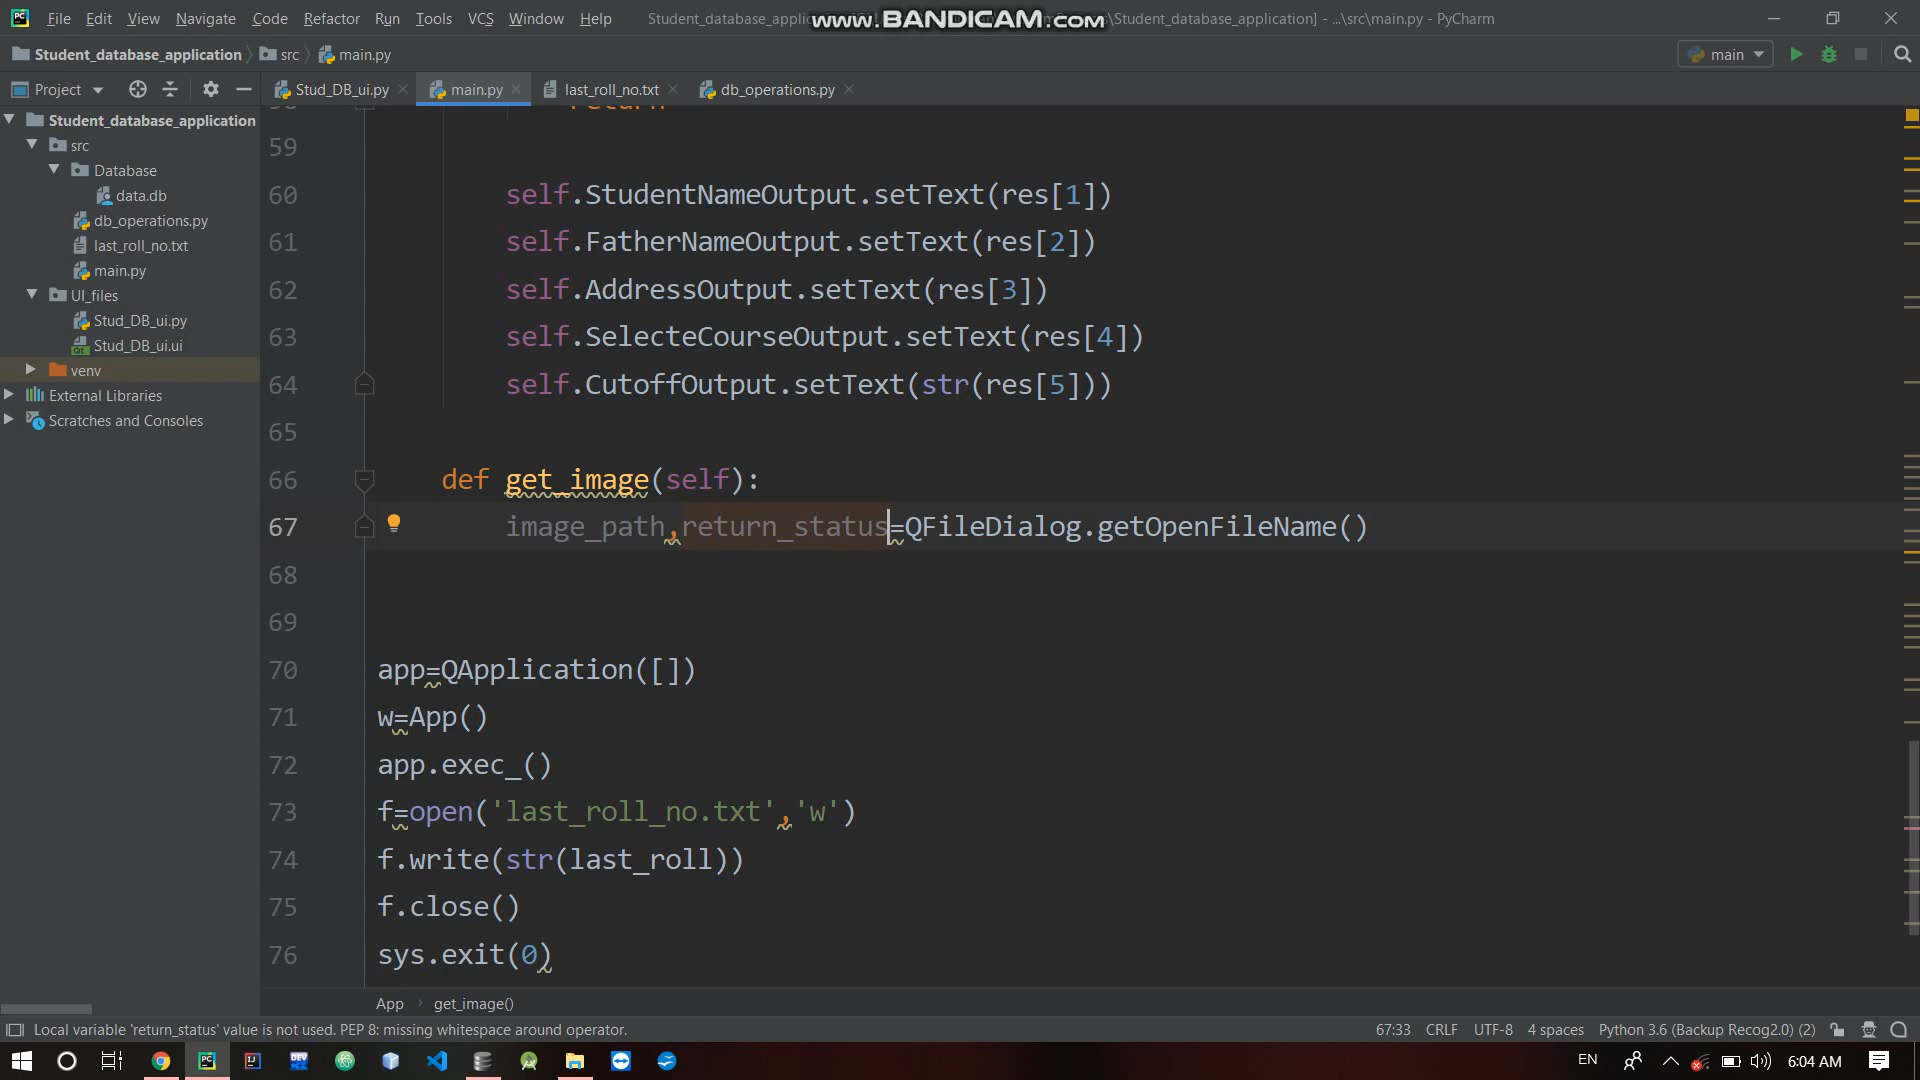 File Edit View Navigate Code Refactor Run Tools VCS Window Help Student_database_applic \Student_database_application] - ...\src\main.py - PyCharm
www.BANDICAM.com
Student_database_application src main.py main
Project Stud_DB_ui.py main.py last_roll_no.txt db_operations.py
Student_database_application
src
Database
data.db
db_operations.py
last_roll_no.txt
main.py
UI_files
Stud_DB_ui.py
Stud_DB_ui.ui
venv
External Libraries
Scratches and Consoles
return
59
60 self.StudentNameOutput.setText(res[1])
61 self.FatherNameOutput.setText(res[2])
62 self.AddressOutput.setText(res[3])
63 self.SelecteCourseOutput.setText(res[4])
64 self.CutoffOutput.setText(str(res[5]))
65
66 def get_image(self):
67 image_path,return_status=QFileDialog.getOpenFileName()
68
69
70 app=QApplication([])
71 w=App()
72 app.exec_()
73 f=open('last_roll_no.txt','w')
74 f.write(str(last_roll))
75 f.close()
76 sys.exit(0)
App get_image()
Local variable 'return_status' value is not used. PEP 8: missing whitespace around operator. 67:33 CRLF UTF-8 4 spaces Python 3.6 (Backup Recog2.0) (2)
EN 6:04 AM